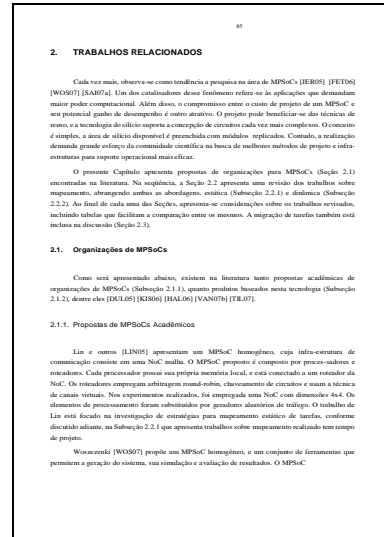 85
2. TRABALHOS RELACIONADOS
Cada vez mais, observa-se como tendência a pesquisa na área de MPSoCs [JER05] [FET06]
[WOS07] [SAI07a]. Um dos catalisadores desse fenômeno refere-se às aplicações que demandam
maior poder computacional. Além disso, o compromisso entre o custo de projeto de um MPSoC e
seu potencial ganho de desempenho é outro atrativo. O projeto pode beneficiar-se das técnicas de
reuso, e a tecnologia do silício suporta a concepção de circuitos cada vez mais complexos. O conceito
é simples, a área de silício disponível é preenchida com módulos replicados. Contudo, a realização
demanda grande esforço da comunidade científica na busca de melhores métodos de projeto e infra-
estruturas para suporte operacional mais eficaz.
O presente Capítulo apresenta propostas de organizações para MPSoCs (Seção 2.1)
encontradas na literatura. Na seqüência, a Seção 2.2 apresenta uma revisão dos trabalhos sobre
mapeamento, abrangendo ambas as abordagens, estática (Subseção 2.2.1) e dinâmica (Subseção
2.2.2). Ao final de cada uma das Seções, apresenta-se considerações sobre os trabalhos revisados,
incluindo tabelas que facilitam a comparação entre os mesmos. A migração de tarefas também está
inclusa na discussão (Seção 2.3).
2.1. Organizações de MPSoCs
Como será apresentado abaixo, existem na literatura tanto propostas acadêmicas de
organizações de MPSoCs (Subseção 2.1.1), quanto produtos baseados nesta tecnologia (Subseção
2.1.2), dentre eles [DUL05] [KIS06] [HAL06] [VAN07b] [TIL07].
2.1.1. Propostas de MPSoCs Acadêmicos
Lin e outros [LIN05] apresentam um MPSoC homogêneo, cuja infra-estrutura de
comunicação consiste em uma NoC malha. O MPSoC proposto é composto por proces-sadores e
roteadores. Cada processador possui sua própria memória local, e está conectado a um roteador da
NoC. Os roteadores empregam arbitragem round-robin, chaveamento de circuitos e usam a técnica
de canais virtuais. Nos experimentos realizados, foi empregada uma NoC com dimensões 4x4. Os
elementos de processamento foram substituídos por geradores aleatórios de tráfego. O trabalho de
Lin está focado na investigação de estratégias para mapeamento estático de tarefas, conforme
discutido adiante, na Subseção 2.2.1 que apresenta trabalhos sobre mapeamento realizado tem tempo
de projeto.
Woszezenki [WOS07] propõe um MPSoC homogêneo, e um conjunto de ferramentas que
permitem a geração do sistema, sua simulação e avaliação de resultados. O MPSoC